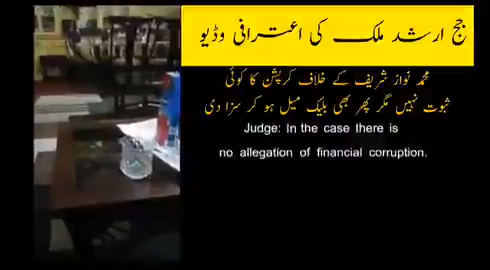 جج ارشد ملک کی اعترافی وڈیو
محمد نواز شریف کے خلاف کرپشن کا کوئی
ثبوت نہیں مگر پھر بھی بلیک میل ہو کر سزا دی
Judge: In the case there is
no allegation of financial corruption.